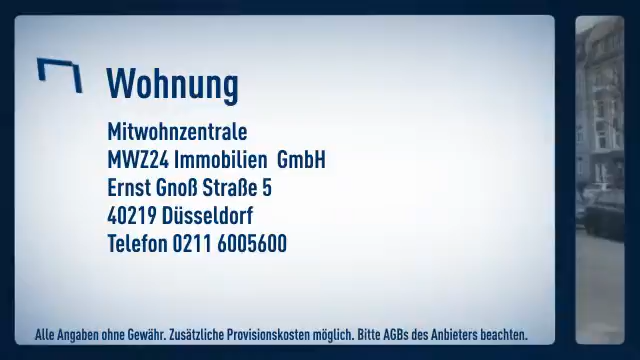 Wohnung
Mitwohnzentrale
MWZ24 Immobilien GmbH
Ernst Gnoß Straße 5
40219 Düsseldorf
Telefon 0211 6005600
Alle Angaben ohne Gewähr. Zusätzliche Provisionskosten möglich. Bitte AGBs des Anbieters beachten.